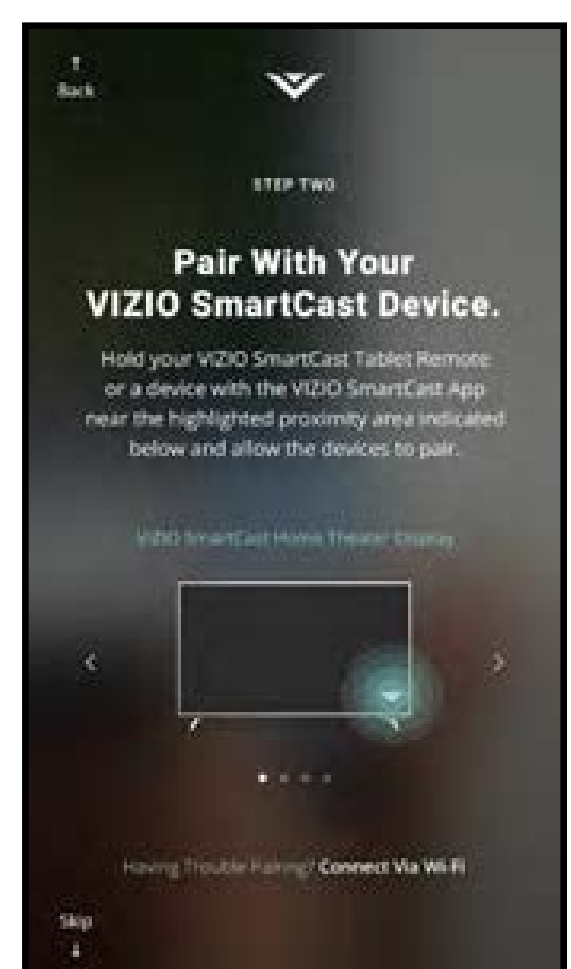 Back
STEP TWO
Pair With Your
VIZIO SmartCast Device.
Hold your VIZIO SmartCast Tablet Remote
or a device with the VIZIO SmartCast App
near the highlighted proximity area indicated
below and allow the devices to pair.
VIZIO SmartCast Home Theater Display
Having Trouble Pairing? Connect Via Wi-Fi
Skip